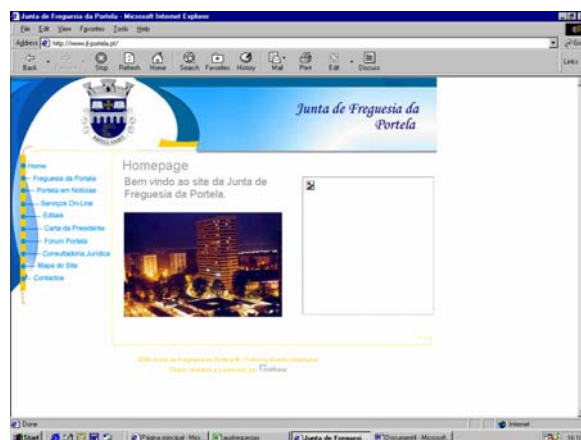 Junta de Freguesia da Portela - Microsoft Internet Explorer
File Edit View Favorites Tools Help
Address http://www.jf-portela.pt/
Back Forward Stop Refresh Home Search Favorites History Mail Print Edit Discuss
Links
Junta de Freguesia da
Portela
Home
Freguesia da Portela
Portela em Notícias
Serviços On-Line
Editais
Carta da Presidente
Forum Portela
Consultadoria Jurídica
Mapa do Site
Contactos
Homepage
Bem vindo ao site da Junta de
Freguesia da Portela.
Done
Internet
Start
Junta de Freguesi...